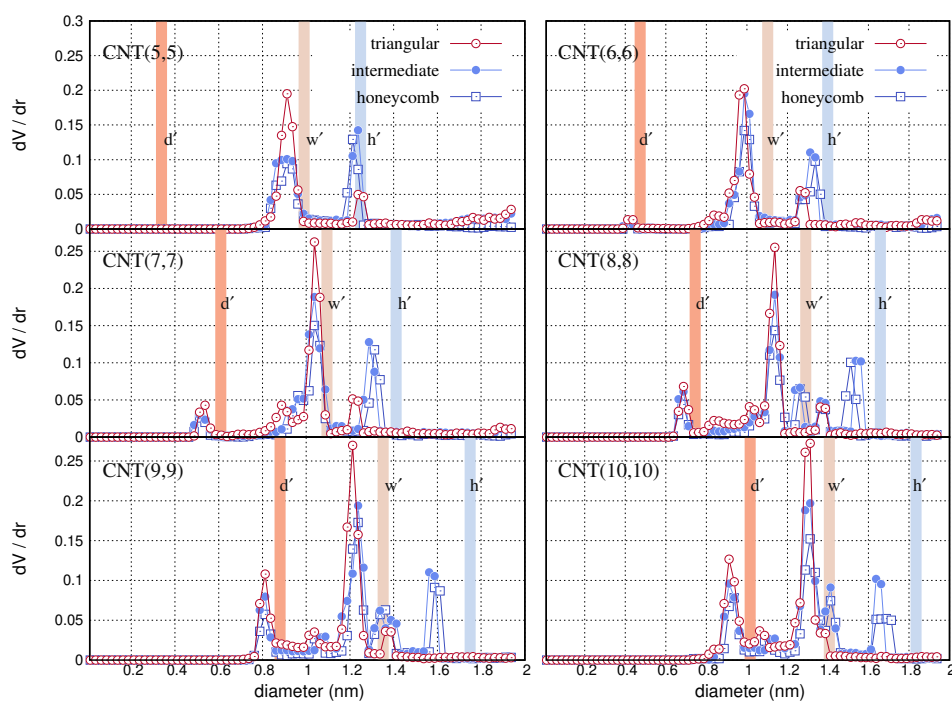 0.3
CNT(5,5)
triangular
intermediate
honeycomb
d′
w′
h′
0.25
0.2
0.15
0.1
0.05
0
dV / dr
CNT(6,6)
triangular
intermediate
honeycomb
d′
w′
h′
CNT(7,7)
d′
w′
h′
0.25
0.2
0.15
0.1
0.05
0
dV / dr
CNT(8,8)
d′
w′
h′
CNT(9,9)
d′
w′
h′
0.25
0.2
0.15
0.1
0.05
0
dV / dr
0.2 0.4 0.6 0.8 1 1.2 1.4 1.6 1.8 2
diameter (nm)
CNT(10,10)
d′
w′
h′
0.2 0.4 0.6 0.8 1 1.2 1.4 1.6 1.8 2
diameter (nm)